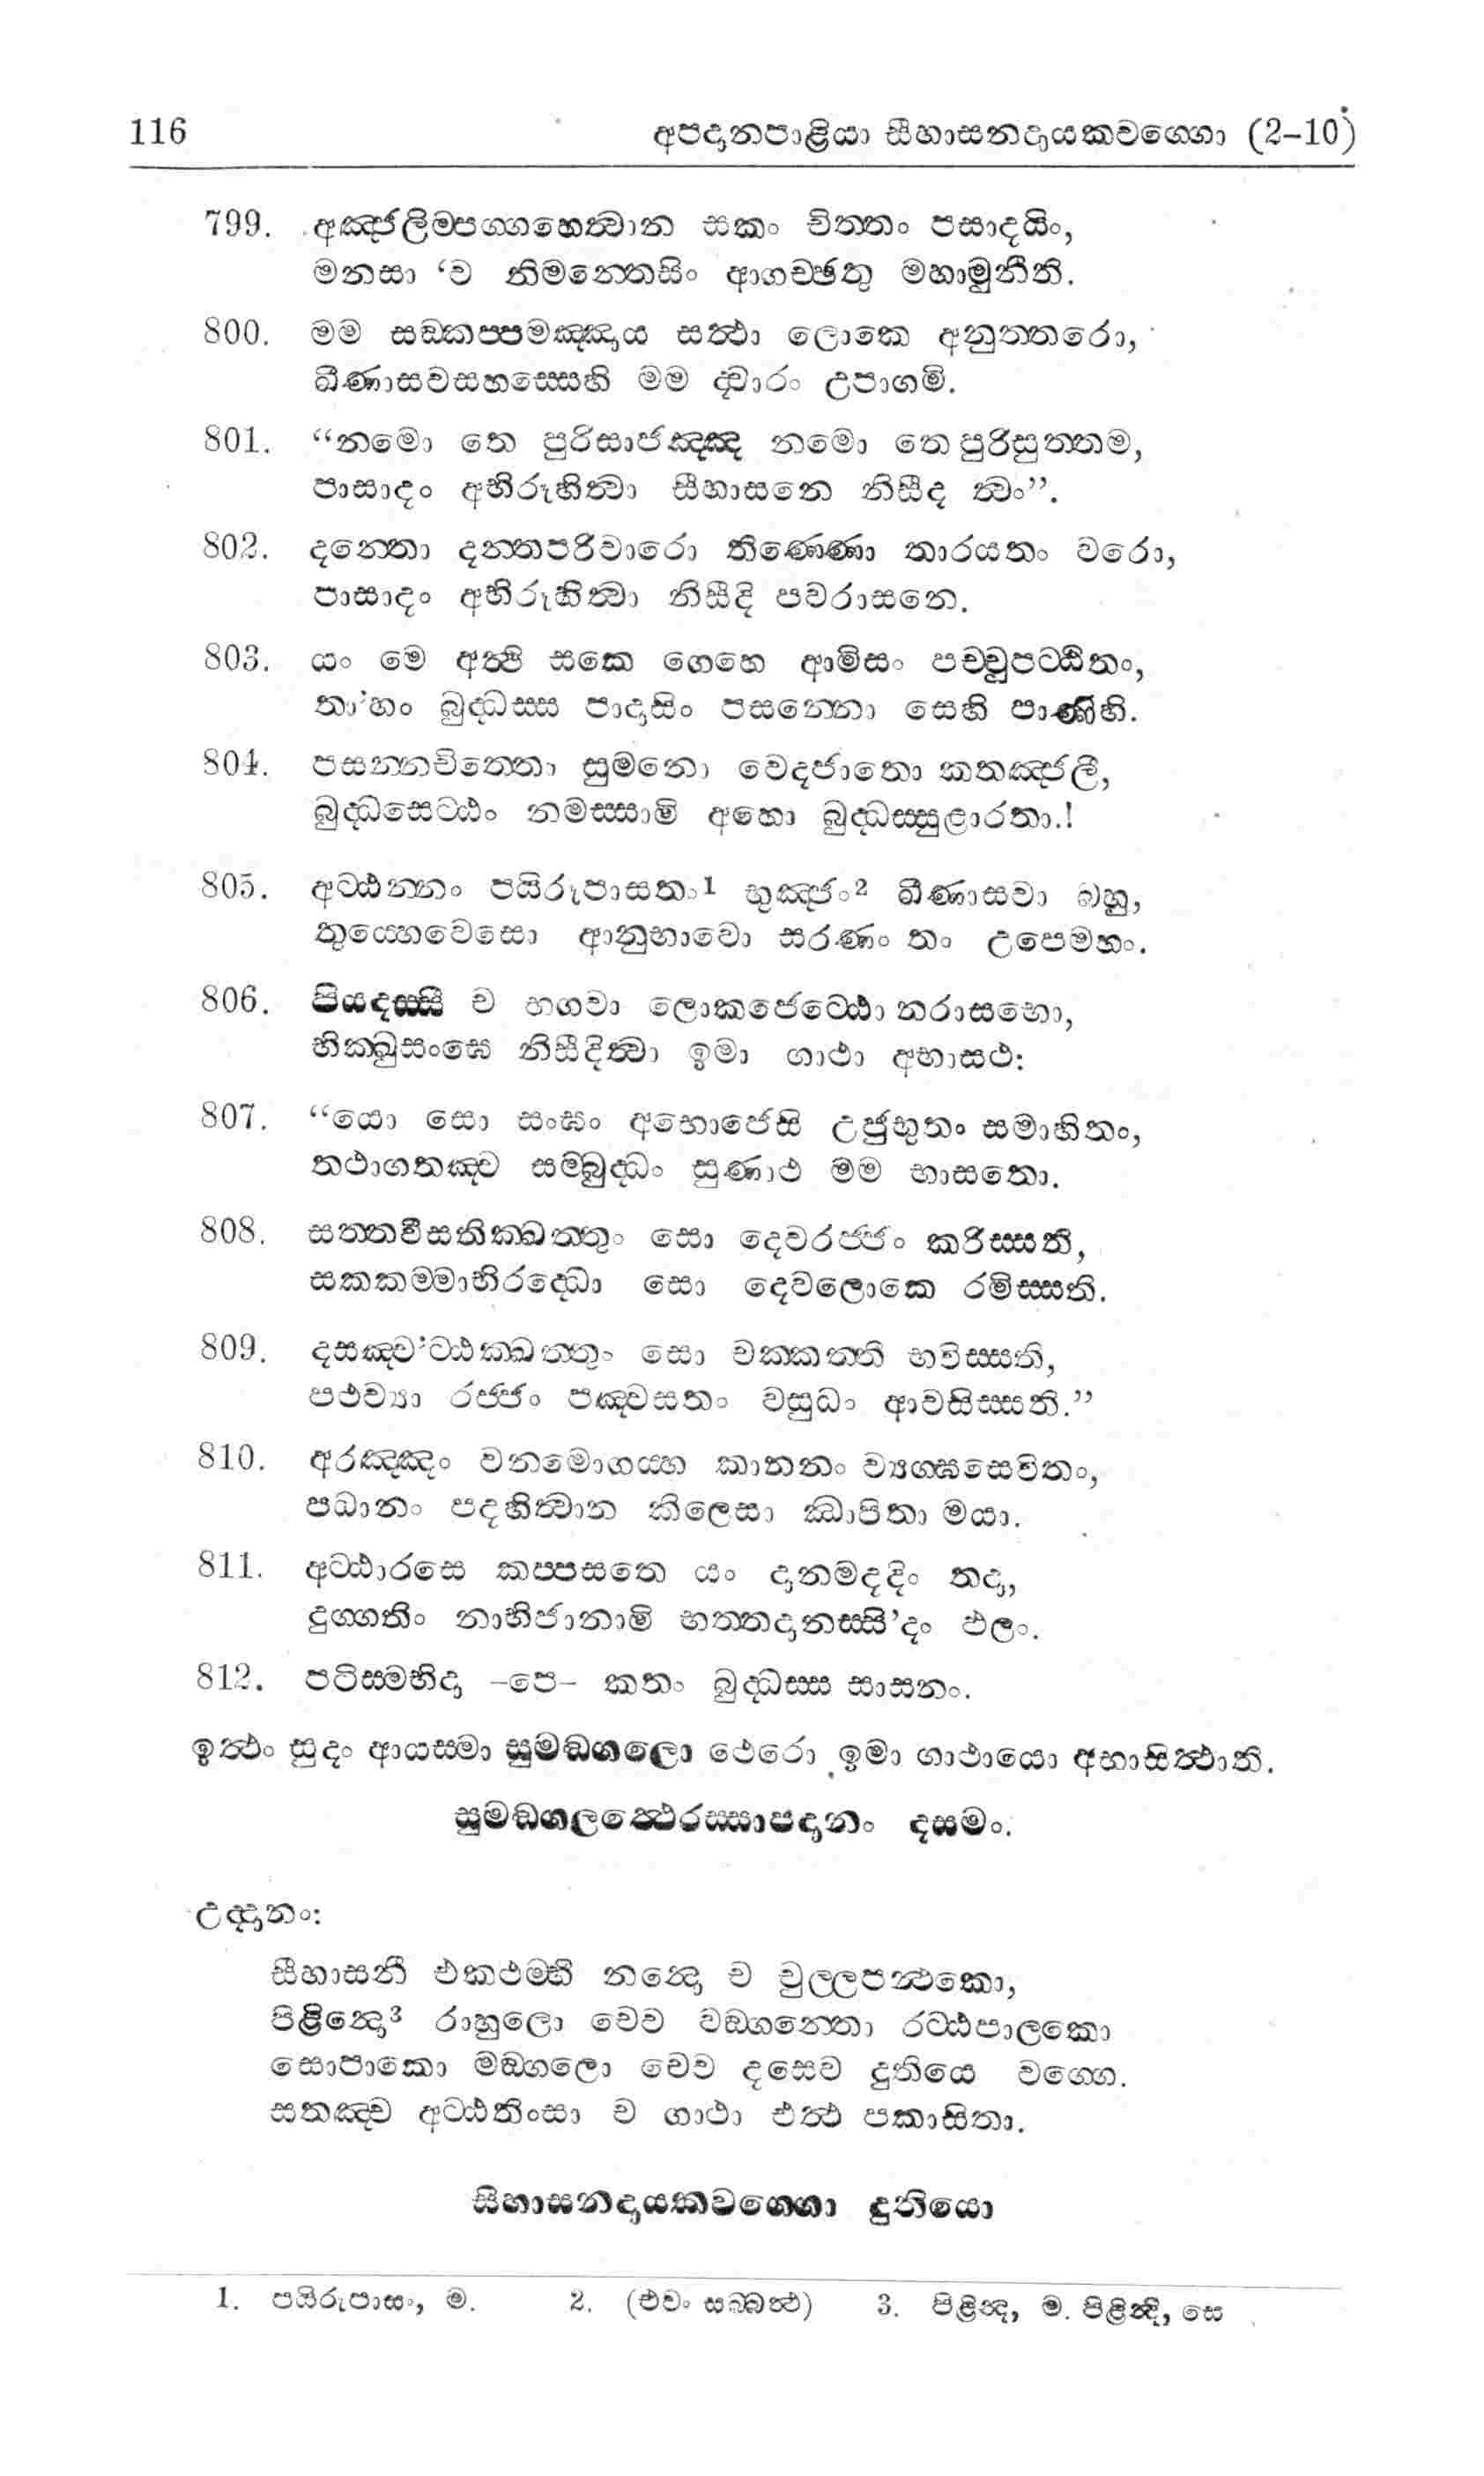 116 අපදානපාළියා සීහාසනදායකවග්ගො (2-10)
799. අඤ්ජලිම්පග්ගහෙත්වාන සකං චිත්තං පසාදයිං,
මනසා ‘ව නිමන්තෙසිං ආගච්ඡතු මහාමුනීති.
800. මම සඞ්කප්පමඤ්ඤාය සත්ථා ලොකෙ අනුත්තරො,
ඛීණාසවසහස්සෙහි මම ද්වාරං උපාගමි.
801. “නමො තෙ පුරිසාජඤ්ඤ නමො තෙ පුරිසුත්තම,
පාසාදං අභිරූහිත්වා සීහාසනෙ නිසීද ත්වං”.
802. දන්තො දන්තපරිවාරො තිණ්ණො තාරයතං වරො,
පාසාදං අභිරූහිත්වා නිසීදි පවරාසනෙ.
803. යං මෙ අත්ථි සකෙ ගෙහෙ ආමිසං පච්චුපට්ඨිතං,
තා’හං බුද්ධස්ස පාදාසිං පසන්නො සෙහි පාණිහි.
804. පසන්නචිත්තො සුමනො වෙදජාතො කතඤ්ජලී,
බුද්ධසෙට්ඨං නමස්සාමි අහො බුද්ධස්සුළාරතා.!
805. අට්ඨන්නං පයිරූපාසතං1 භුඤ්ජං2 ඛීණාසවා බහු,
තුය්හෙවෙසො ආනුභාවො සරණං තං උපෙමහං.
806. පියදස්සී ච භගවා ලොකජෙට්ඨො නරාසභො,
භික්ඛුසංඝෙ නිසීදිත්වා ඉමා ගාථා අභාසථ:
807. “යො සො සංඝං අභොජෙසි උජුභූතං සමාහිතං,
තථාගතඤ්ච සම්බුද්ධං සුණාථ මම භාසතො.
808. සත්තවීසතික්ඛත්තුං සො දෙවරජ්ජං කරිස්සති,
සකකම්මාභිරද්ධො සො දෙවලොකෙ රමිස්සති.
809. දසඤ්ච’ට්ඨක්ඛත්තුං සො චක්කත්තී භවිස්සති,
පථව්‍යා රජ්ජං පඤ්චසතං වසුධං ආවසිස්සති.”
810. අරඤ්ඤං වනමොගය්හ කානනං ව්‍යග්ඝසෙවිතං,
පධානං පදහිත්වාන කිලෙසා ඣාපිතා මයා.
811. අට්ඨාරසෙ කප්පසතෙ යං දානමදදිං තදා,
දුග්ගතිං නාභිජානාමි භත්තදානස්සි’දං ඵලං.
812. පටිසම්භිදා -පෙ- කතං බුද්ධස්ස සාසනං.
ඉත්ථං සුදං ආයස්මා සුමඞ්ගලො ථෙරො ඉමා ගාථායො අභාසිත්ථාති.
සුමඞ්ගලත්ථෙරස්සාපදානං දසමං.
උද්දානං:
සීහාසනී එකථම්භී නන්දො ච චුල්ලපන්ථකො,
පිළින්දො3 රාහුලො චෙව වඞ්ගන්තො රට්ඨපාලකො
සොපාකො මඞ්ගලො චෙව දසෙව දුතියෙ වග්ගෙ.
සතඤ්ච අට්ඨතිංසා ච ගාථා එත්ථ පකාසිතා.
සීහාසනදායකවග්ගො දුතියො
1. පයිරූපාසං, ම. 2. (එවං සබ්බත්ථ) 3. පිළින්ද, ම. පිළින්දි, සෙ